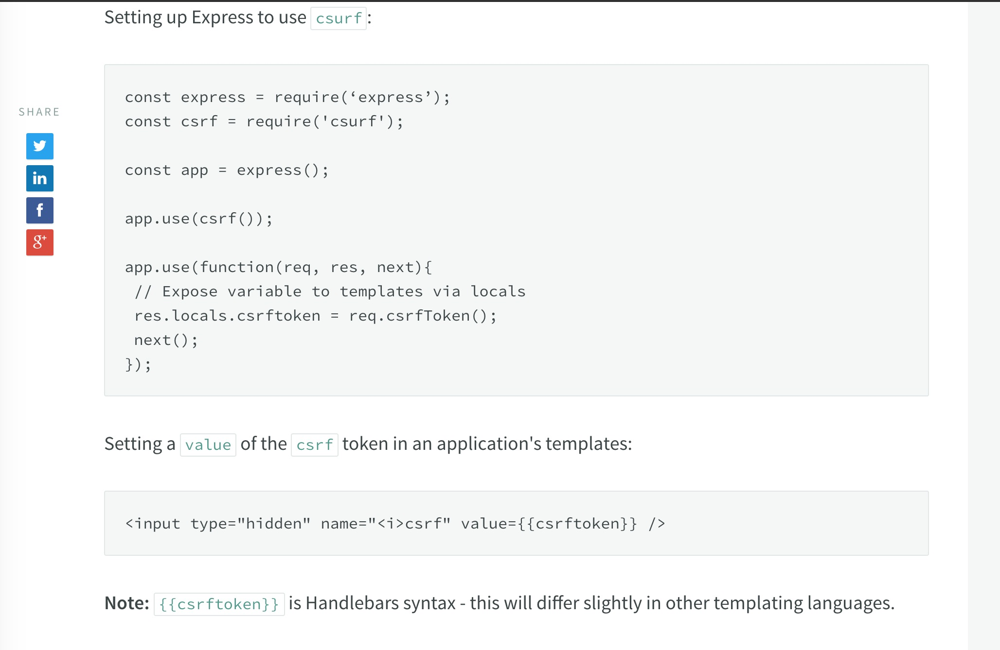 Setting up Express to use csurf:
SHARE
in
f
g+
const express = require(‘express’);
const csrf = require('csurf');
const app = express();
app.use(csrf());
app.use(function(req, res, next){
// Expose variable to templates via locals
res.locals.csrftoken = req.csrfToken();
next();
});
Setting a value of the csrf token in an application's templates:
<input type="hidden" name="<i>csrf" value={{csrftoken}} />
Note: {{csrftoken}} is Handlebars syntax - this will differ slightly in other templating languages.